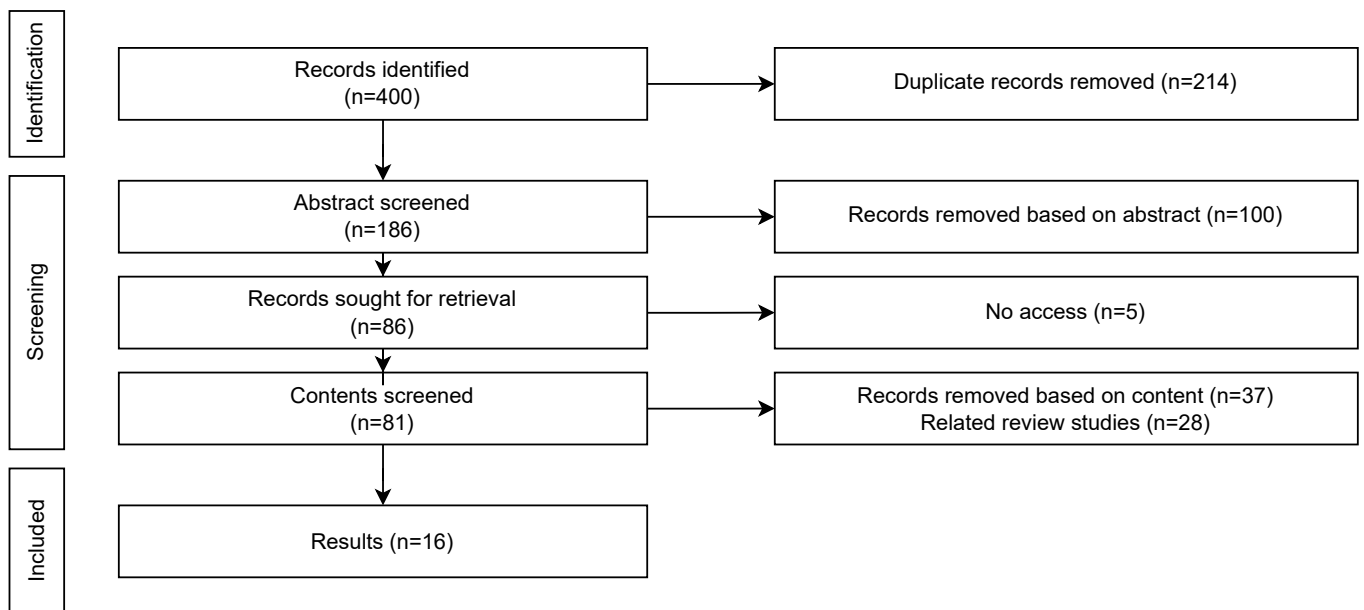 Identification
Records identified
(n=400)
Duplicate records removed (n=214)
Screening
Abstract screened
(n=186)
Records removed based on abstract (n=100)
Records sought for retrieval
(n=86)
No access (n=5)
Contents screened
(n=81)
Records removed based on content (n=37)
Related review studies (n=28)
Included
Results (n=16)